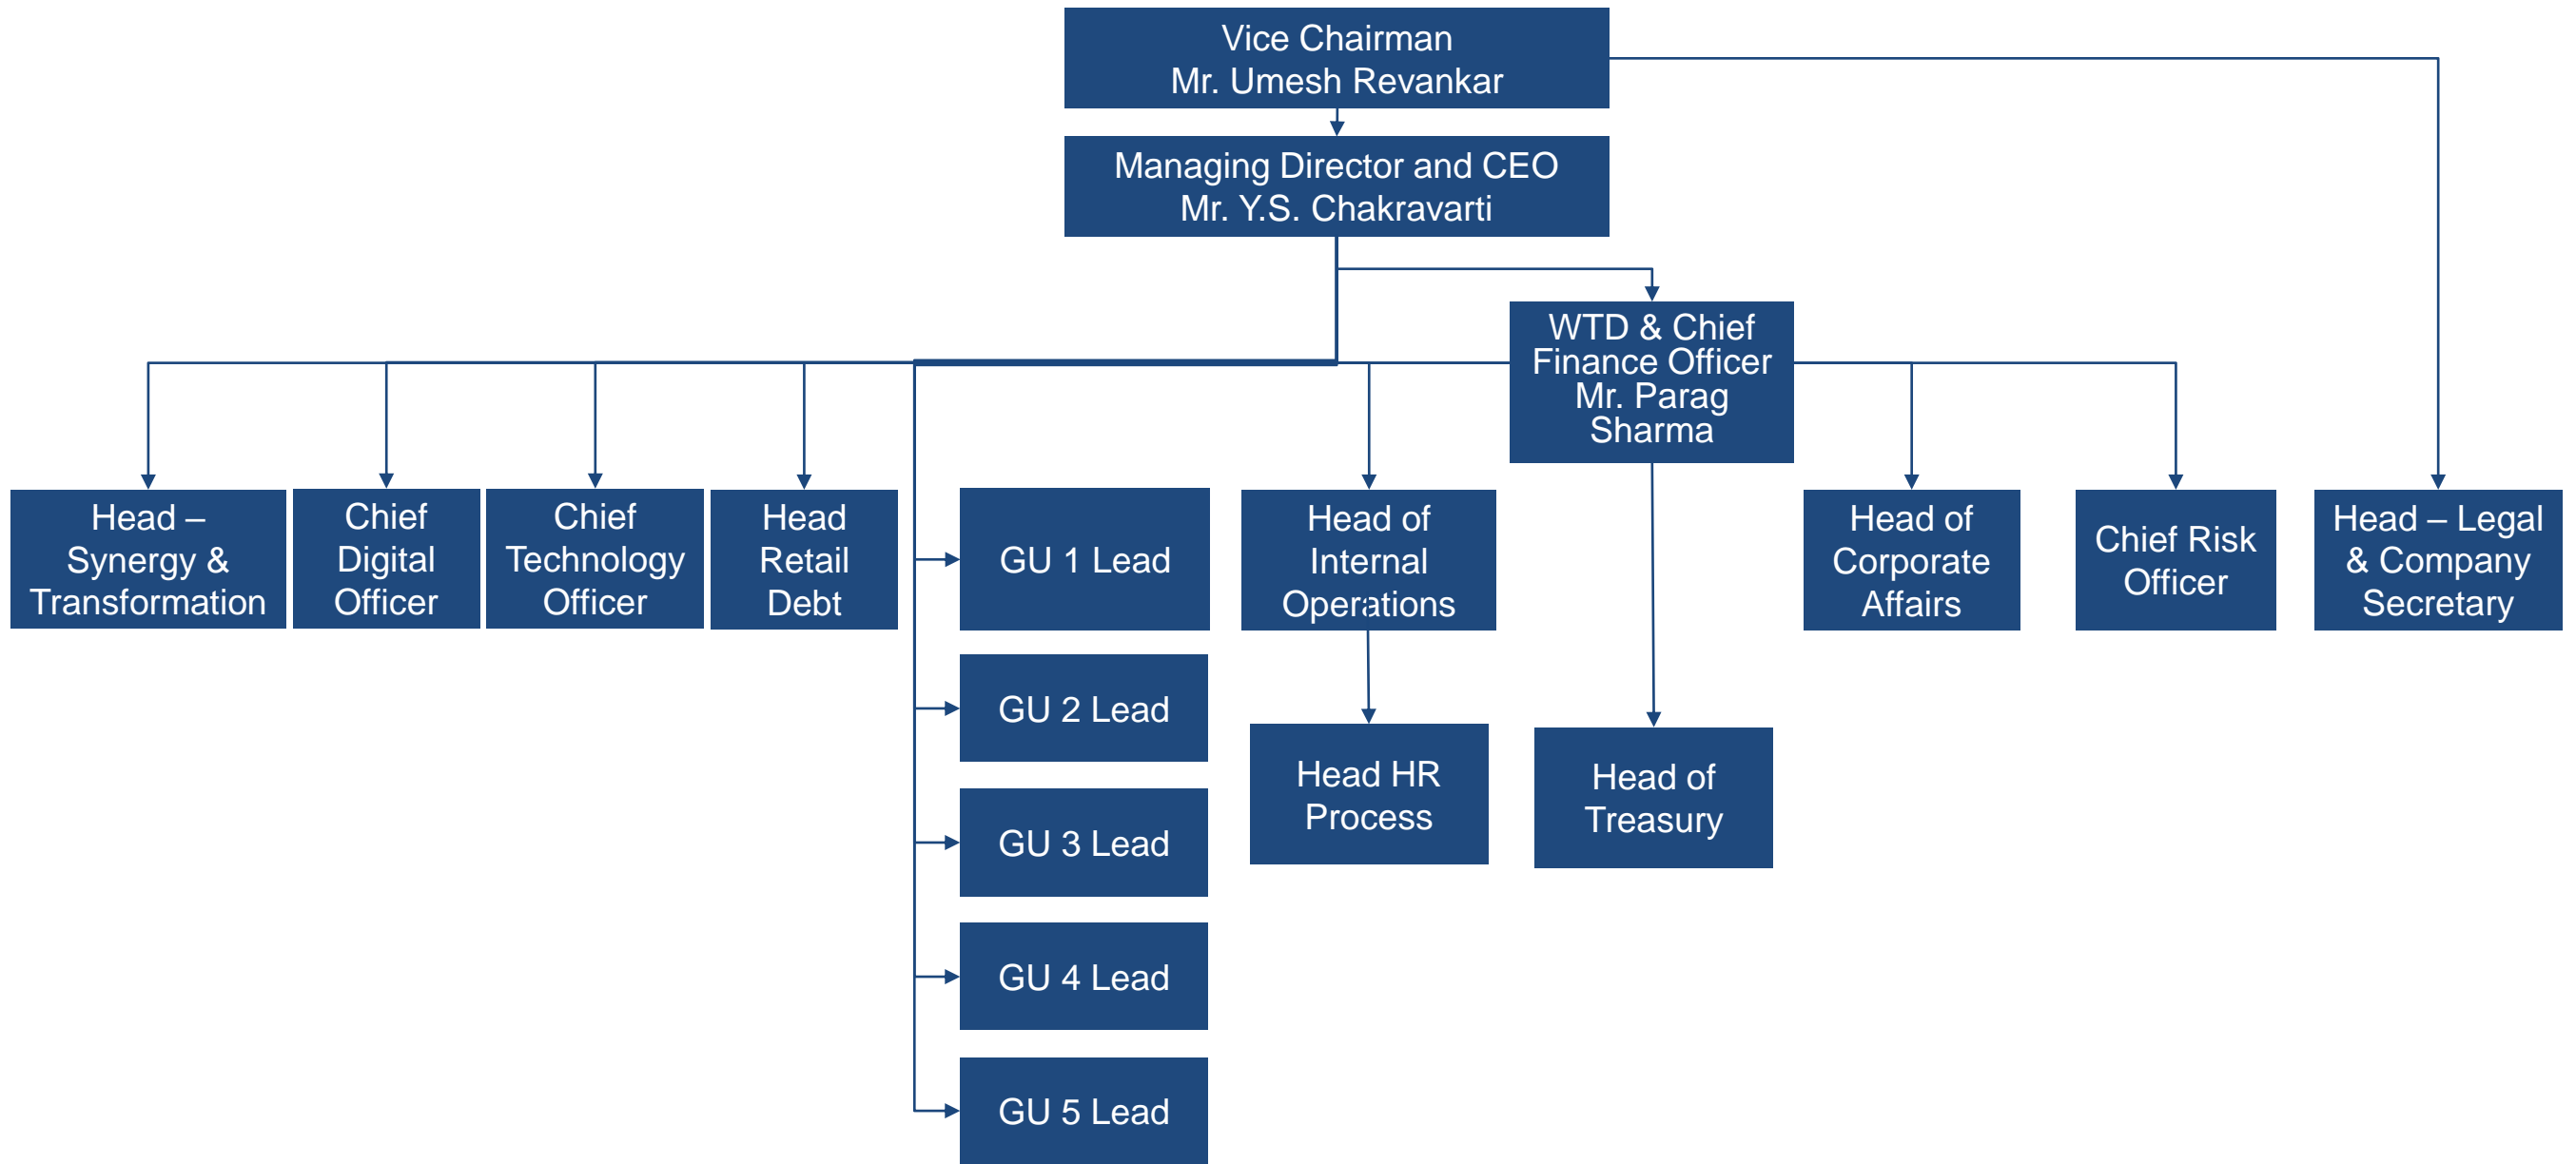 Vice Chairman
Mr. Umesh Revankar
Managing Director and CEO
Mr. Y.S. Chakravarti
WTD & Chief
Finance Officer
Mr. Parag
Sharma
Head –
Synergy &
Transformation
Chief
Digital
Officer
Chief
Technology
Officer
Head
Retail
Debt
GU 1 Lead
Head of
Internal
Operations
Head of
Corporate
Affairs
Chief Risk
Officer
Head – Legal
& Company
Secretary
GU 2 Lead
Head HR
Process
Head of
Treasury
GU 3 Lead
GU 4 Lead
GU 5 Lead